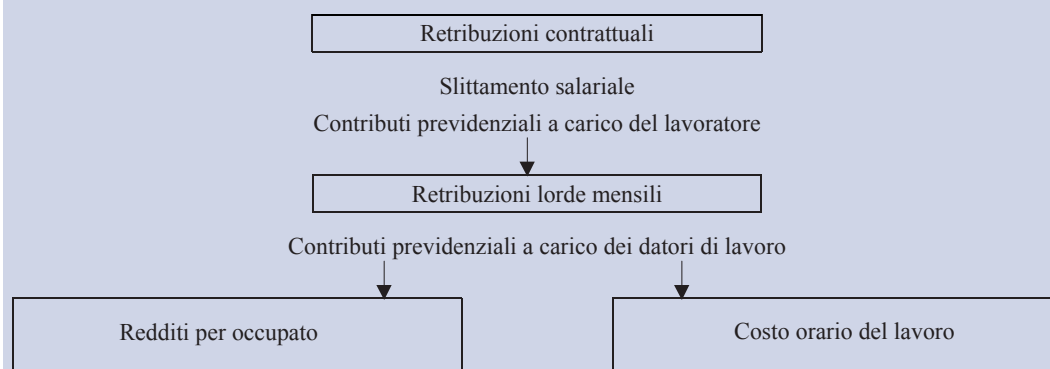 Retribuzioni contrattuali
Slittamento salariale
Contributi previdenziali a carico del lavoratore
Retribuzioni lorde mensili
Contributi previdenziali a carico dei datori di lavoro
Redditi per occupato
Costo orario del lavoro